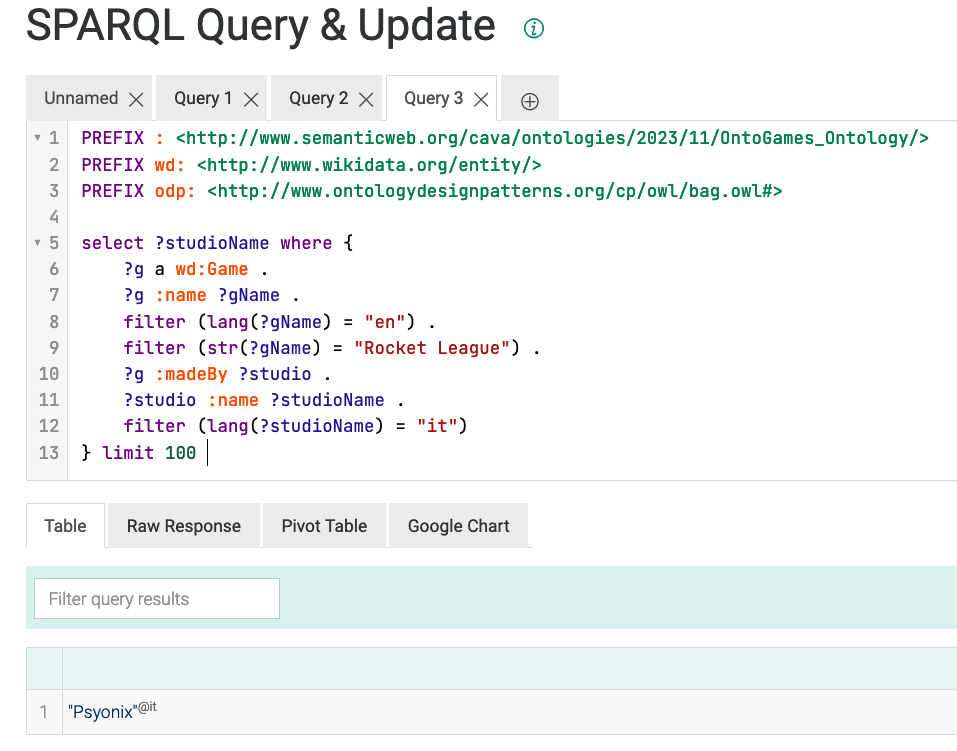 SPARQL Query & Update
Unnamed
Query 1
Query 2
Query 3
1 PREFIX : <http://www.semanticweb.org/cava/ontologies/2023/11/OntoGames_Ontology/>
2 PREFIX wd: <http://www.wikidata.org/entity/>
3 PREFIX odp: <http://www.ontologydesignpatterns.org/cp/owl/bag.owl#>
4
5 select ?studioName where {
6 ?g a wd:Game .
7 ?g :name ?gName .
8 filter (lang(?gName) = "en") .
9 filter (str(?gName) = "Rocket League") .
10 ?g :madeBy ?studio .
11 ?studio :name ?studioName .
12 filter (lang(?studioName) = "it")
13 } limit 100
Table
Raw Response
Pivot Table
Google Chart
Filter query results
1 "Psyonix"@it